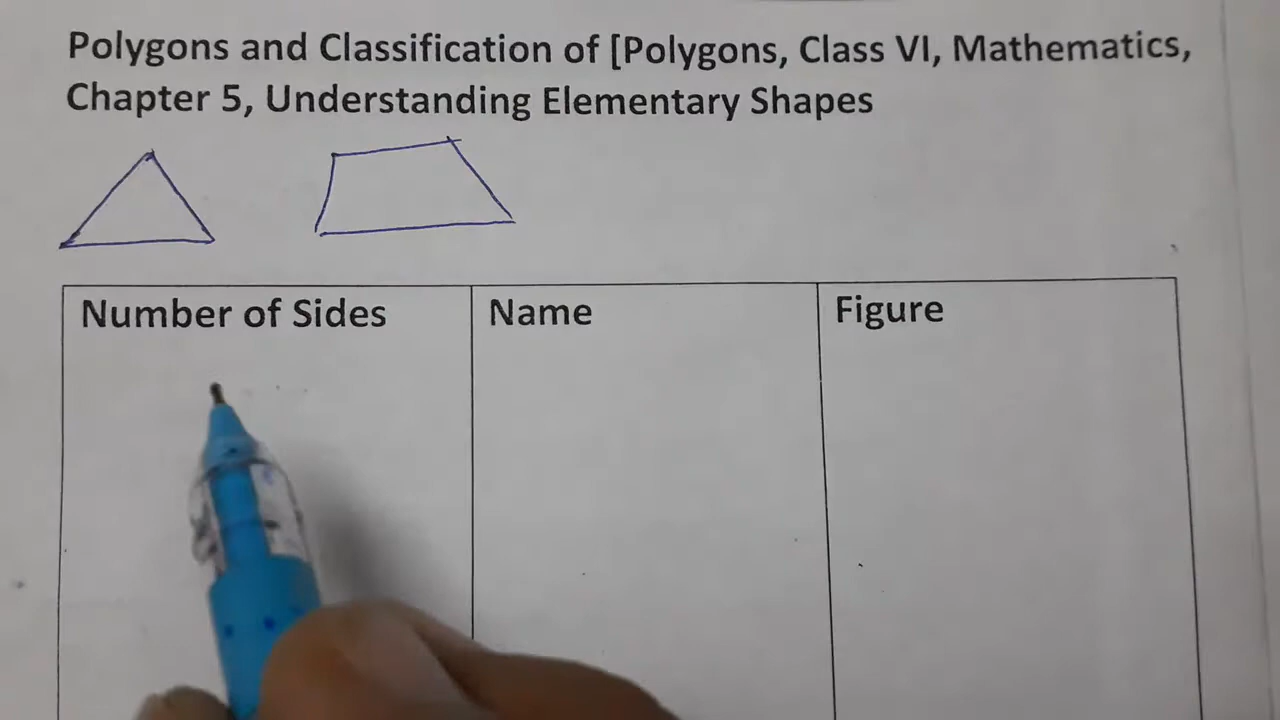 Polygons and Classification of [Polygons, Class VI, Mathematics,
Chapter 5, Understanding Elementary Shapes
Number of Sides
Name
Figure